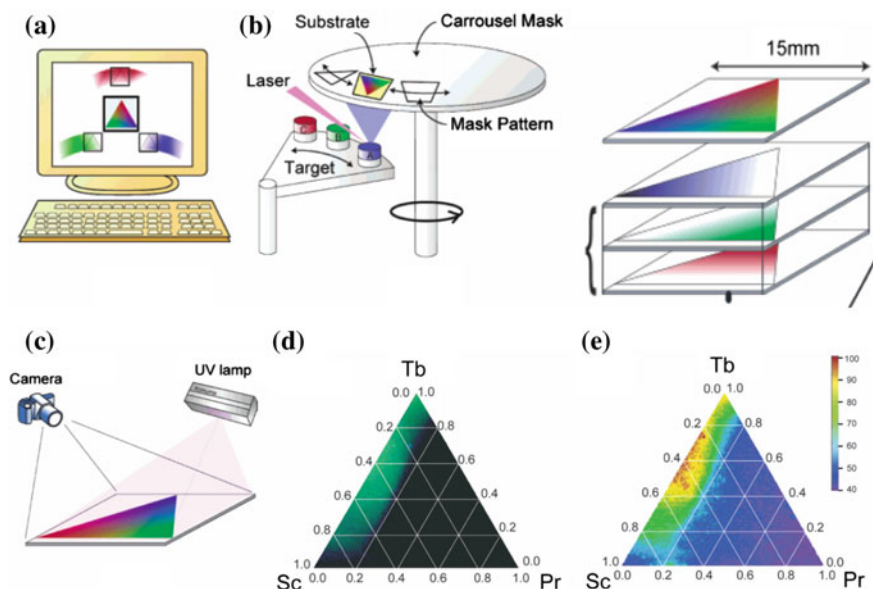 (a)
(b)
Substrate
Carrousel Mask
Laser
Mask Pattern
C
B
A
Target
15mm
(c)
Camera
UV lamp
(d)
Tb
0.0 1.0
0.2 0.8
0.4 0.6
0.6 0.4
0.8 0.2
1.0 0.0
Sc 0.0 0.2 0.4 0.6 0.8 1.0 Pr
(e)
Tb
0.0 1.0
0.2 0.8
0.4 0.6
0.6 0.4
0.8 0.2
1.0 0.0
Sc 0.0 0.2 0.4 0.6 0.8 1.0 Pr
100
90
80
70
60
50
40